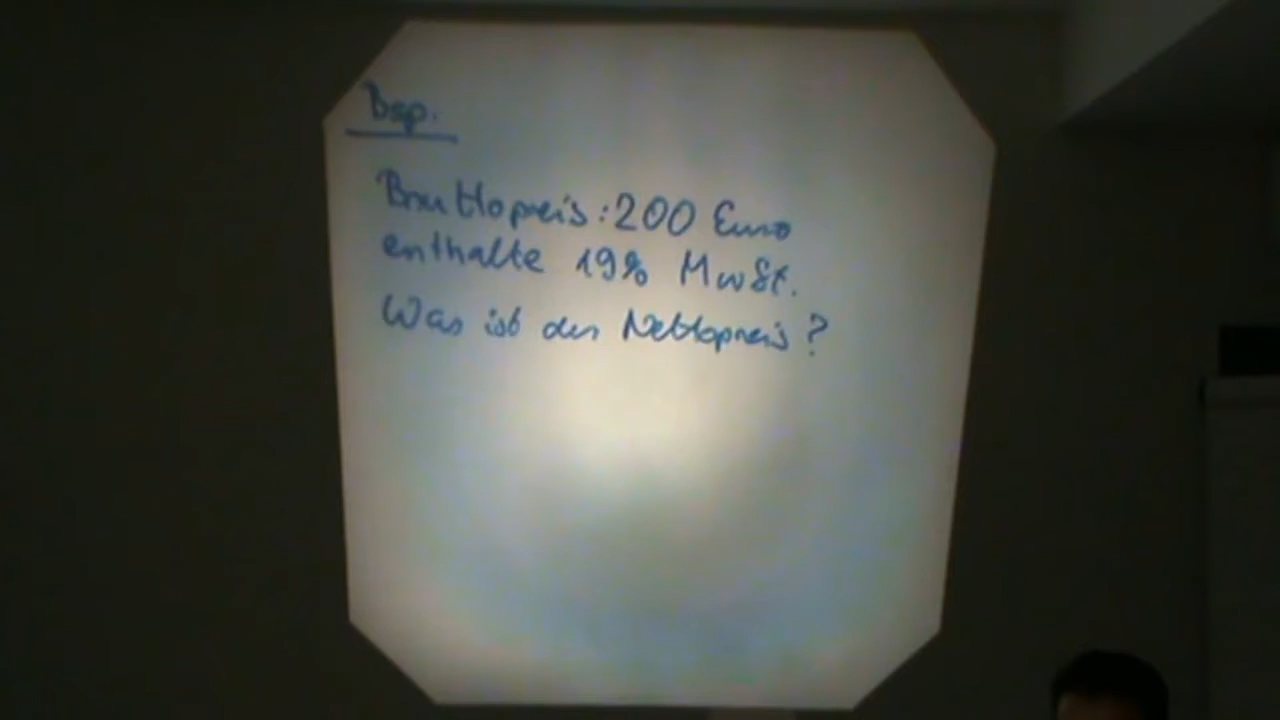 Bsp.
Bruttopreis: 200 Euro
enthalte 19% MwSt.
Was ist der Nettopreis?